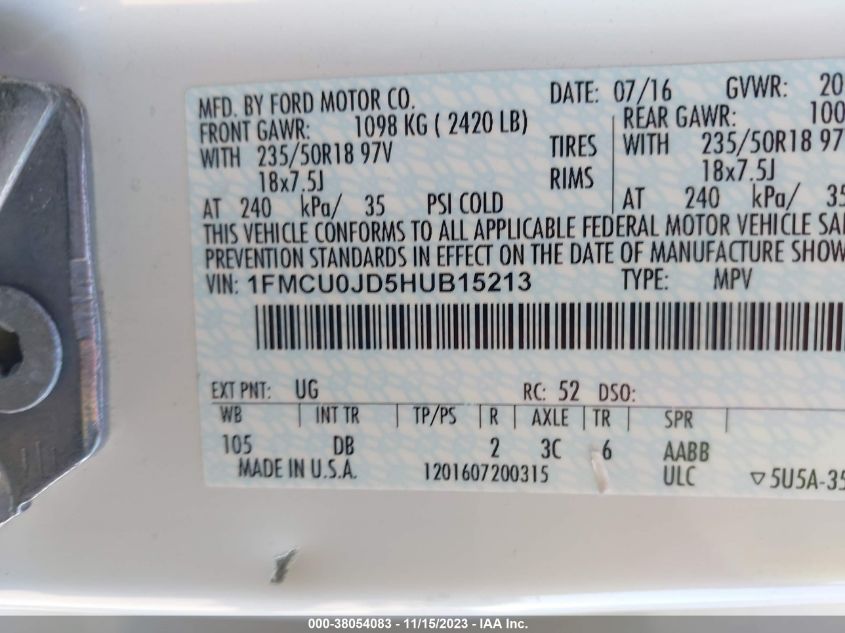 MFD. BY FORD MOTOR CO. DATE: 07/16 GVWR: 20
FRONT GAWR: 1098 KG ( 2420 LB) REAR GAWR: 100
WITH 235/50R18 97V TIRES WITH 235/50R18 97
18x7.5J RIMS 18x7.5J
AT 240 kPa/ 35 PSI COLD AT 240 kPa/ 35
THIS VEHICLE CONFORMS TO ALL APPLICABLE FEDERAL MOTOR VEHICLE SA
PREVENTION STANDARDS IN EFFECT ON THE DATE OF MANUFACTURE SHOW
VIN: 1FMCU0JD5HUB15213 TYPE: MPV
EXT PNT: UG RC: 52 DSO:
WB | INT TR | TP/PS | R | AXLE | TR | SPR
105 DB 2 3C 6 AABB
MADE IN U.S.A. 1201607200315 ULC ▽5U5A-35
000-38054083 - 11/15/2023 - IAA Inc.